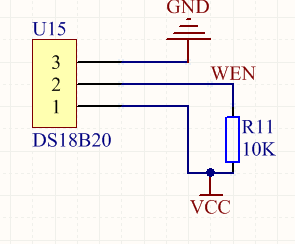 GND
U15
3
2
1
WEN
R11
10K
DS18B20
VCC